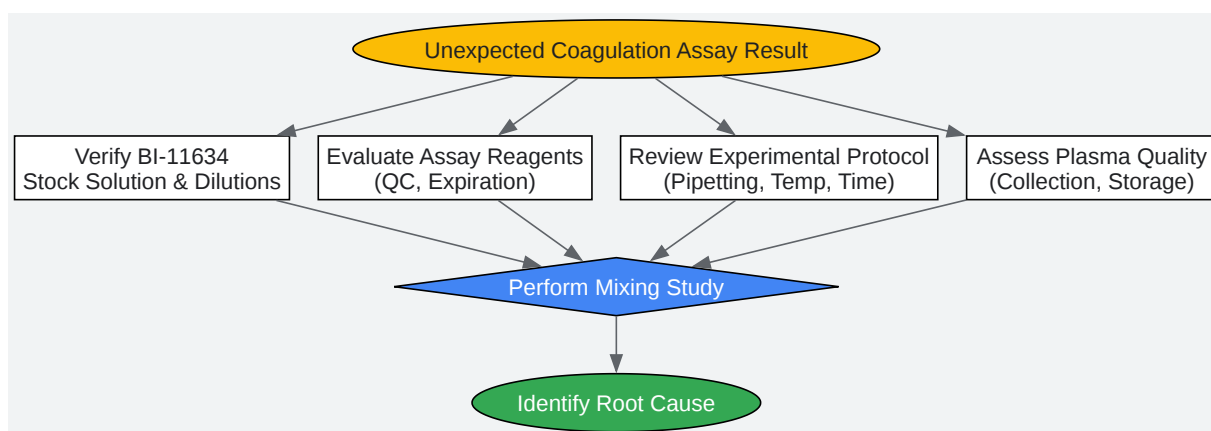 Unexpected Coagulation Assay Result
Verify BI-11634
Stock Solution & Dilutions
Evaluate Assay Reagents
(QC, Expiration)
Review Experimental Protocol
(Pipetting, Temp, Time)
Assess Plasma Quality
(Collection, Storage)
Perform Mixing Study
Identify Root Cause